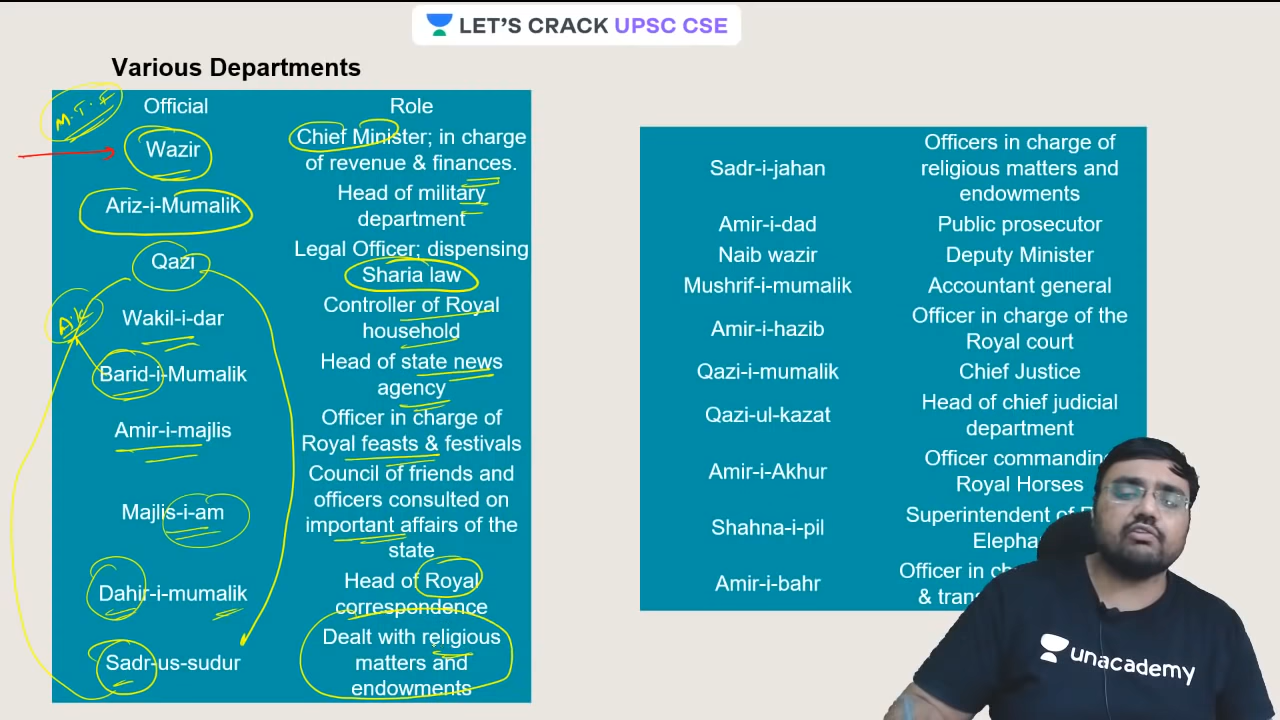 LET'S CRACK UPSC CSE
Various Departments
M.T.F
Official Role
Wazir Chief Minister; in charge
of revenue & finances.
Ariz-i-Mumalik Head of military
department
Qazi Legal Officer; dispensing
Sharia law
Wakil-i-dar Controller of Royal
household
Barid-i-Mumalik Head of state news
agency
Amir-i-majlis Officer in charge of
Royal feasts & festivals
Majlis-i-am Council of friends and
officers consulted on
important affairs of the
state
Dahir-i-mumalik Head of Royal
correspondence
Sadr-us-sudur Dealt with religious
matters and
endowments
Sadr-i-jahan Officers in charge of
religious matters and
endowments
Amir-i-dad Public prosecutor
Naib wazir Deputy Minister
Mushrif-i-mumalik Accountant general
Amir-i-hazib Officer in charge of the
Royal court
Qazi-i-mumalik Chief Justice
Qazi-ul-kazat Head of chief judicial
department
Amir-i-Akhur Officer commanding
Royal Horses
Shahna-i-pil Superintendent of
Amir-i-bahr Officer in
&
unacademy